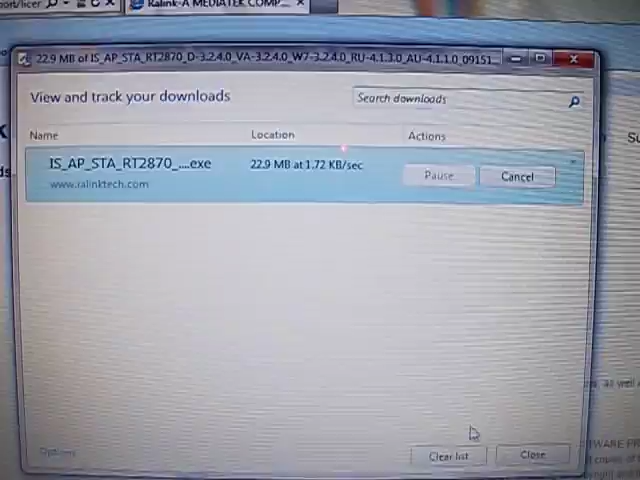 Ralink-A MEDIATEK COMP...
22.9 MB of IS_AP_STA_RT2870_D-3.2.4.0_VA-3.2.4.0_W7-3.2.4.0_RU-4.1.3.0_AU-4.1.1.0_09151...
View and track your downloads
Search downloads
Name Location Actions
IS_AP_STA_RT2870_....exe 22.9 MB at 1.72 KB/sec
www.ralinktech.com
Pause Cancel
Options
Clear list Close
as well